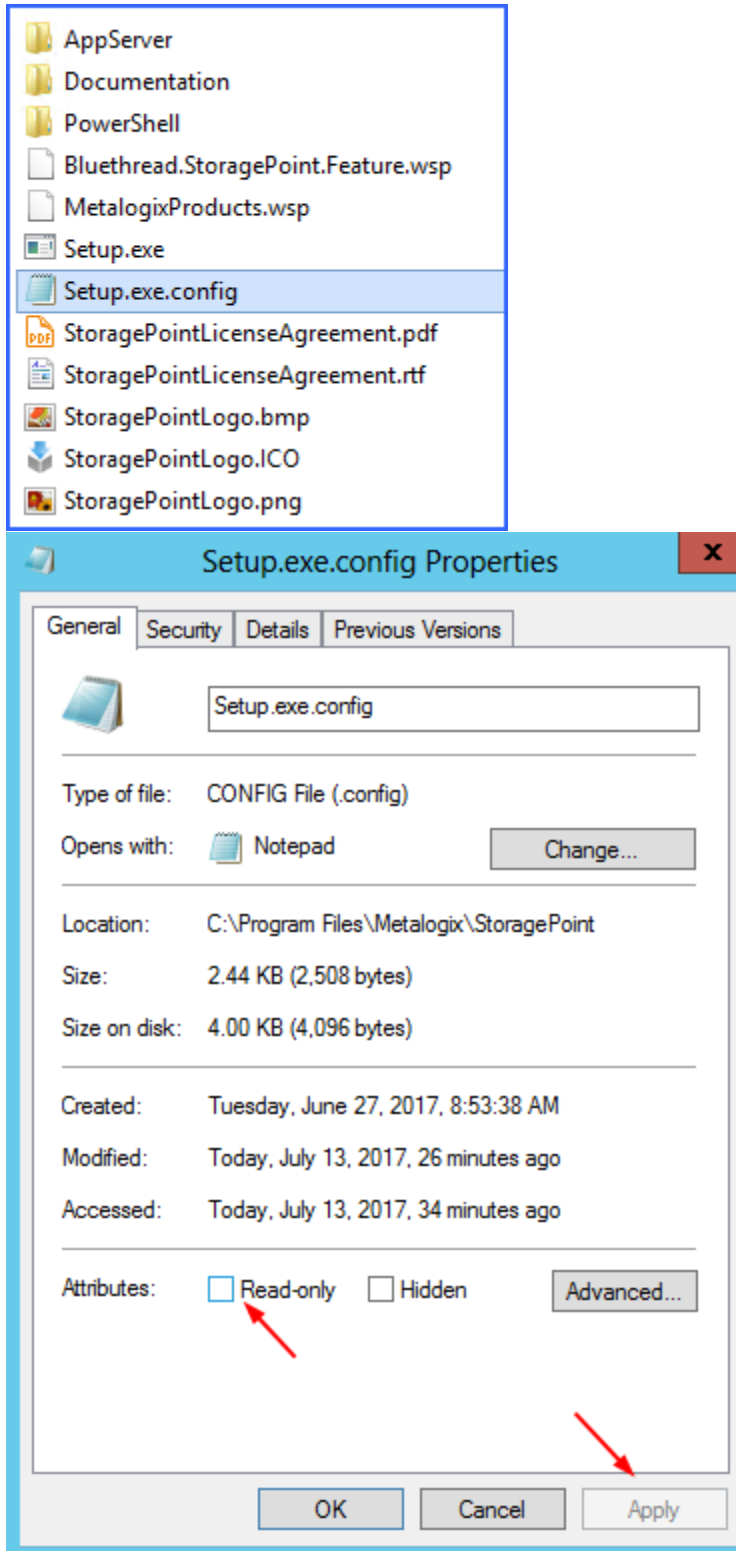 AppServer
Documentation
PowerShell
Bluethread.StoragePoint.Feature.wsp
MetalogixProducts.wsp
Setup.exe
Setup.exe.config
StoragePointLicenseAgreement.pdf
StoragePointLicenseAgreement.rtf
StoragePointLogo.bmp
StoragePointLogo.ICO
StoragePointLogo.png
Setup.exe.config Properties
x
General Security Details Previous Versions
Setup.exe.config
Type of file: CONFIG File (.config)
Opens with: Notepad Change...
Location: C:\Program Files\Metalogix\StoragePoint
Size: 2.44 KB (2,508 bytes)
Size on disk: 4.00 KB (4,096 bytes)
Created: Tuesday, June 27, 2017, 8:53:38 AM
Modified: Today, July 13, 2017, 26 minutes ago
Accessed: Today, July 13, 2017, 34 minutes ago
Attributes: Read-only Hidden Advanced...
OK Cancel Apply